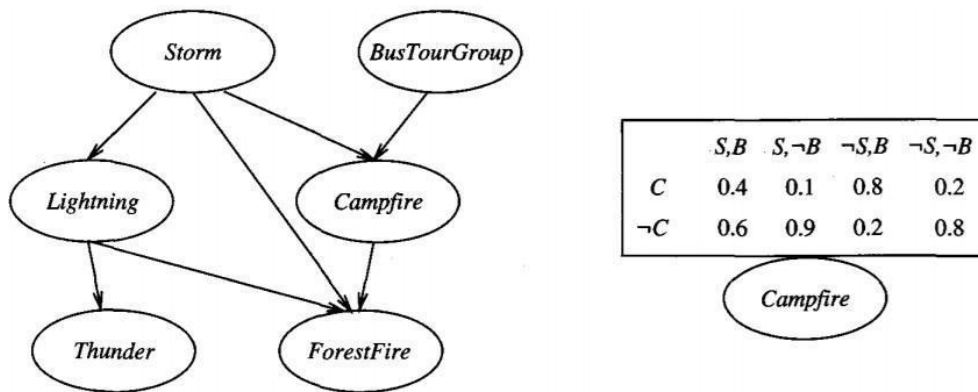 Storm
BusTourGroup
Lightning
Campfire
Thunder
ForestFire
S,B S,¬B ¬S,B ¬S,¬B
C 0.4 0.1 0.8 0.2
¬C 0.6 0.9 0.2 0.8
Campfire